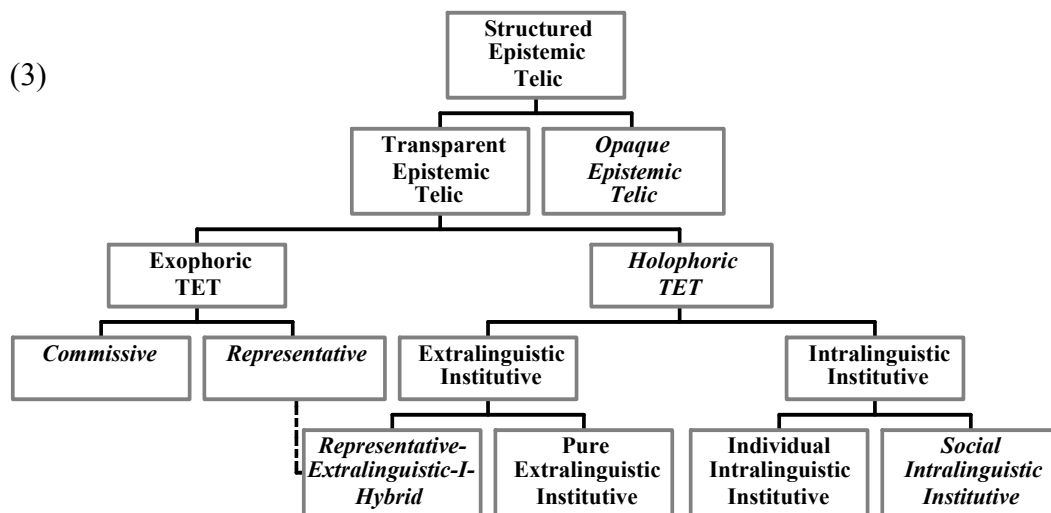 (3)
Structured
Epistemic
Telic
Transparent
Epistemic
Telic
Opaque
Epistemic
Telic
Exophoric
TET
Holophoric
TET
Commissive
Representative
Extralinguistic
Institutive
Intralinguistic
Institutive
Representative-
Extralinguistic-I-
Hybrid
Pure
Extralinguistic
Institutive
Individual
Intralinguistic
Institutive
Social
Intralinguistic
Institutive